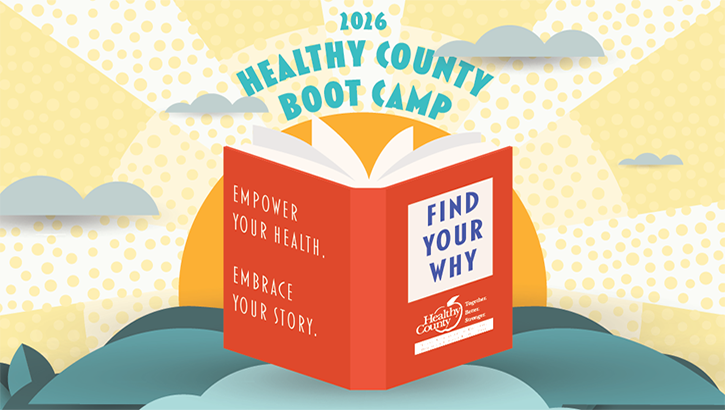 2026
HEALTHY COUNTY
BOOT CAMP
EMPOWER
YOUR HEALTH.
EMBRACE
YOUR STORY.
FIND
YOUR
WHY
Healthy
County
Together.
Better.
Stronger.